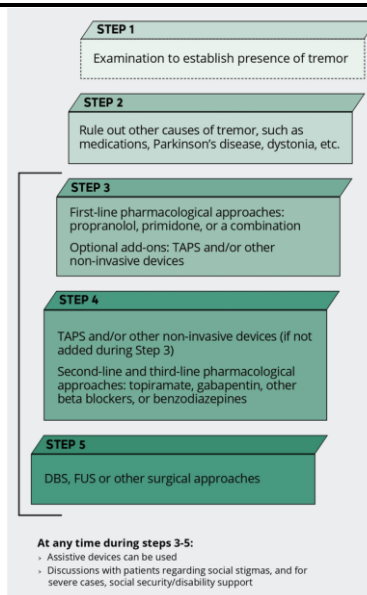 STEP 1
Examination to establish presence of tremor
STEP 2
Rule out other causes of tremor, such as
medications, Parkinson's disease, dystonia, etc.
STEP 3
First-line pharmacological approaches:
propranolol, primidone, or a combination
Optional add-ons: TAPS and/or other
non-invasive devices
STEP 4
TAPS and/or other non-invasive devices (if not
added during Step 3)
Second-line and third-line pharmacological
approaches: topiramate, gabapentin, other
beta blockers, or benzodiazepines
STEP 5
DBS, FUS or other surgical approaches
At any time during steps 3-5:
> Assistive devices can be used
> Discussions with patients regarding social stigmas, and for
severe cases, social security/disability support